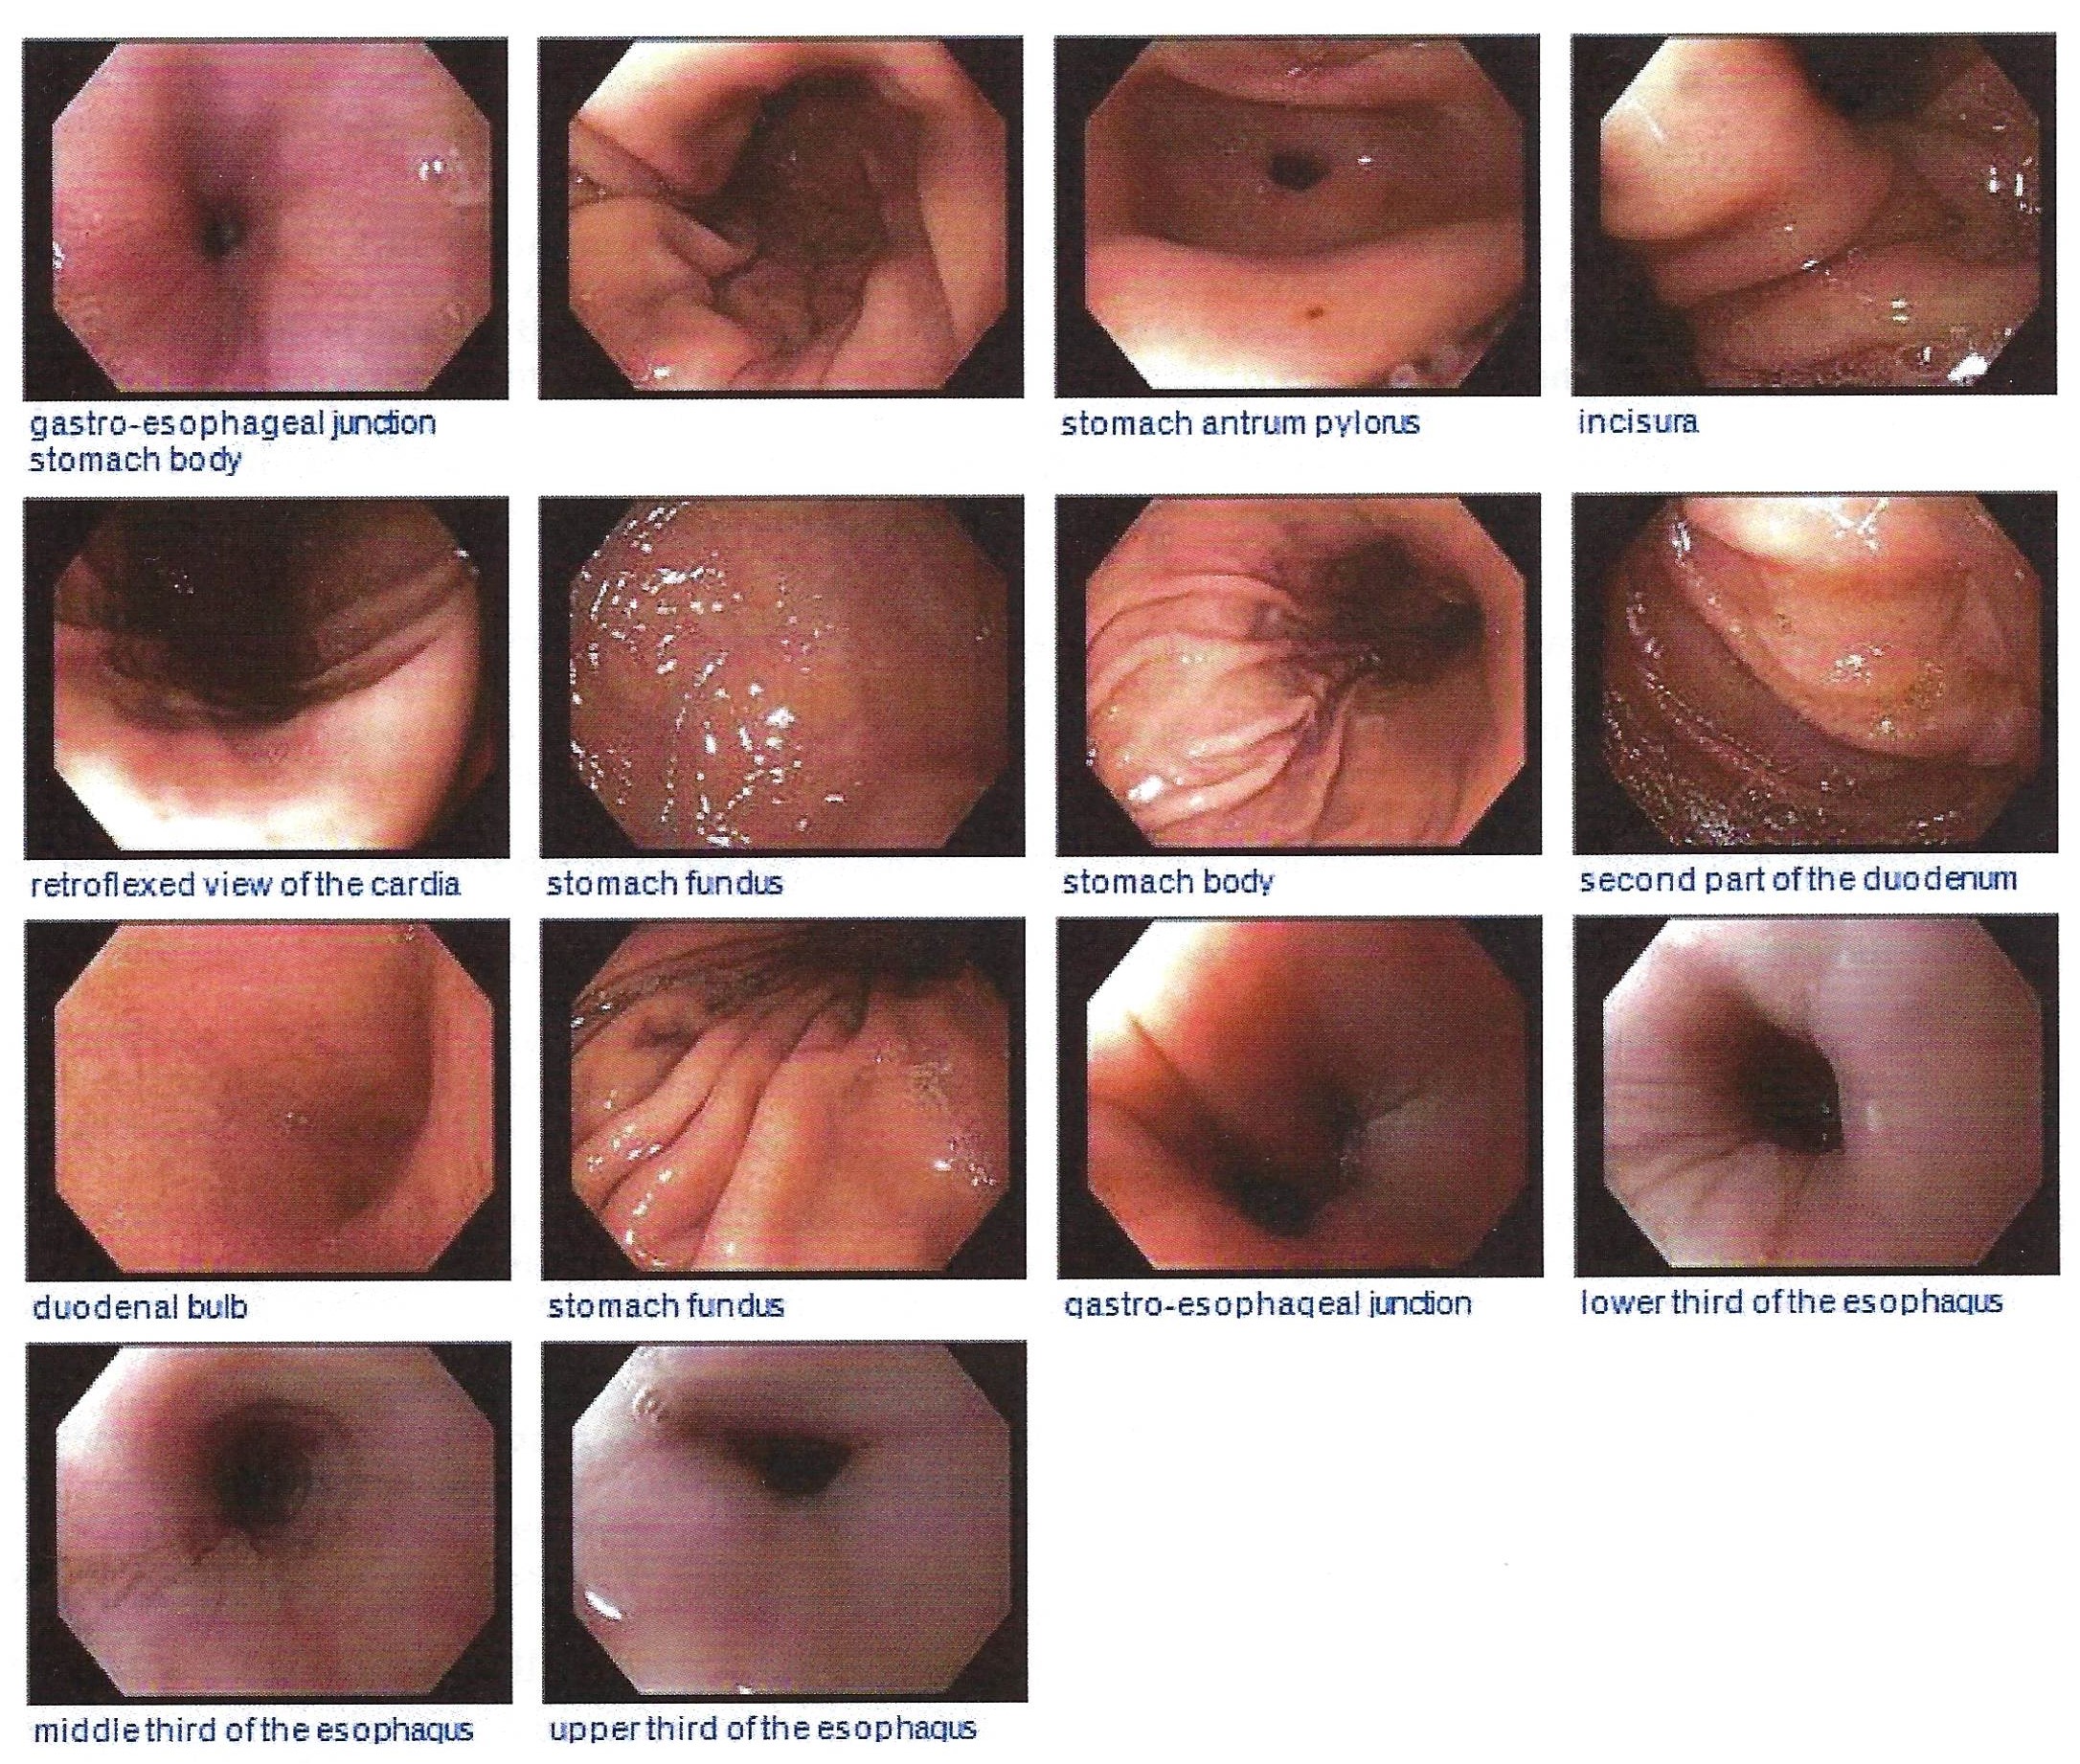 gastro-esophageal junction
stomach body
stomach antrum pylorus
incisura
retroflexed view of the cardia
stomach fundus
stomach body
second part of the duodenum
duodenal bulb
stomach fundus
gastro-esophageal junction
lower third of the esophagus
middle third of the esophagus
upper third of the esophagus